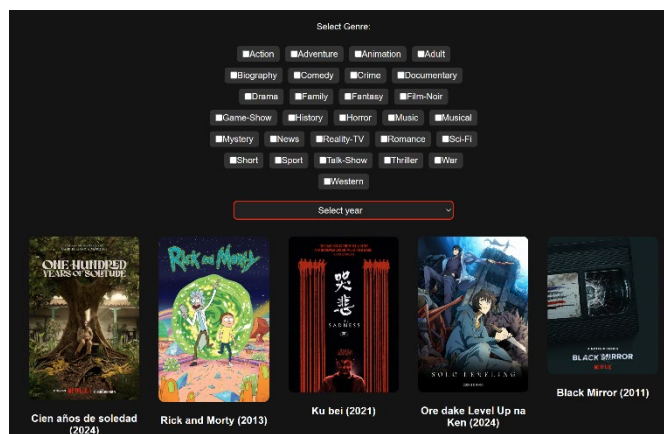 Select Genre:
Action Adventure Animation Adult
Biography Comedy Crime Documentary
Drama Family Fantasy Film-Noir
Game-Show History Horror Music Musical
Mystery News Reality-TV Romance Sci-Fi
Short Sport Talk-Show Thriller War
Western
Select year
ONE HUNDRED
YEARS OF SOLITUDE
NETFLIX
Cien años de soledad
(2024)
Rick and Morty
Rick and Morty (2013)
哭
悲
THE
SADNESS
Ku bei (2021)
SOLO LEVELING
Ore dake Level Up na
Ken (2024)
BLACK MIRROR
NETFLIX
Black Mirror (2011)